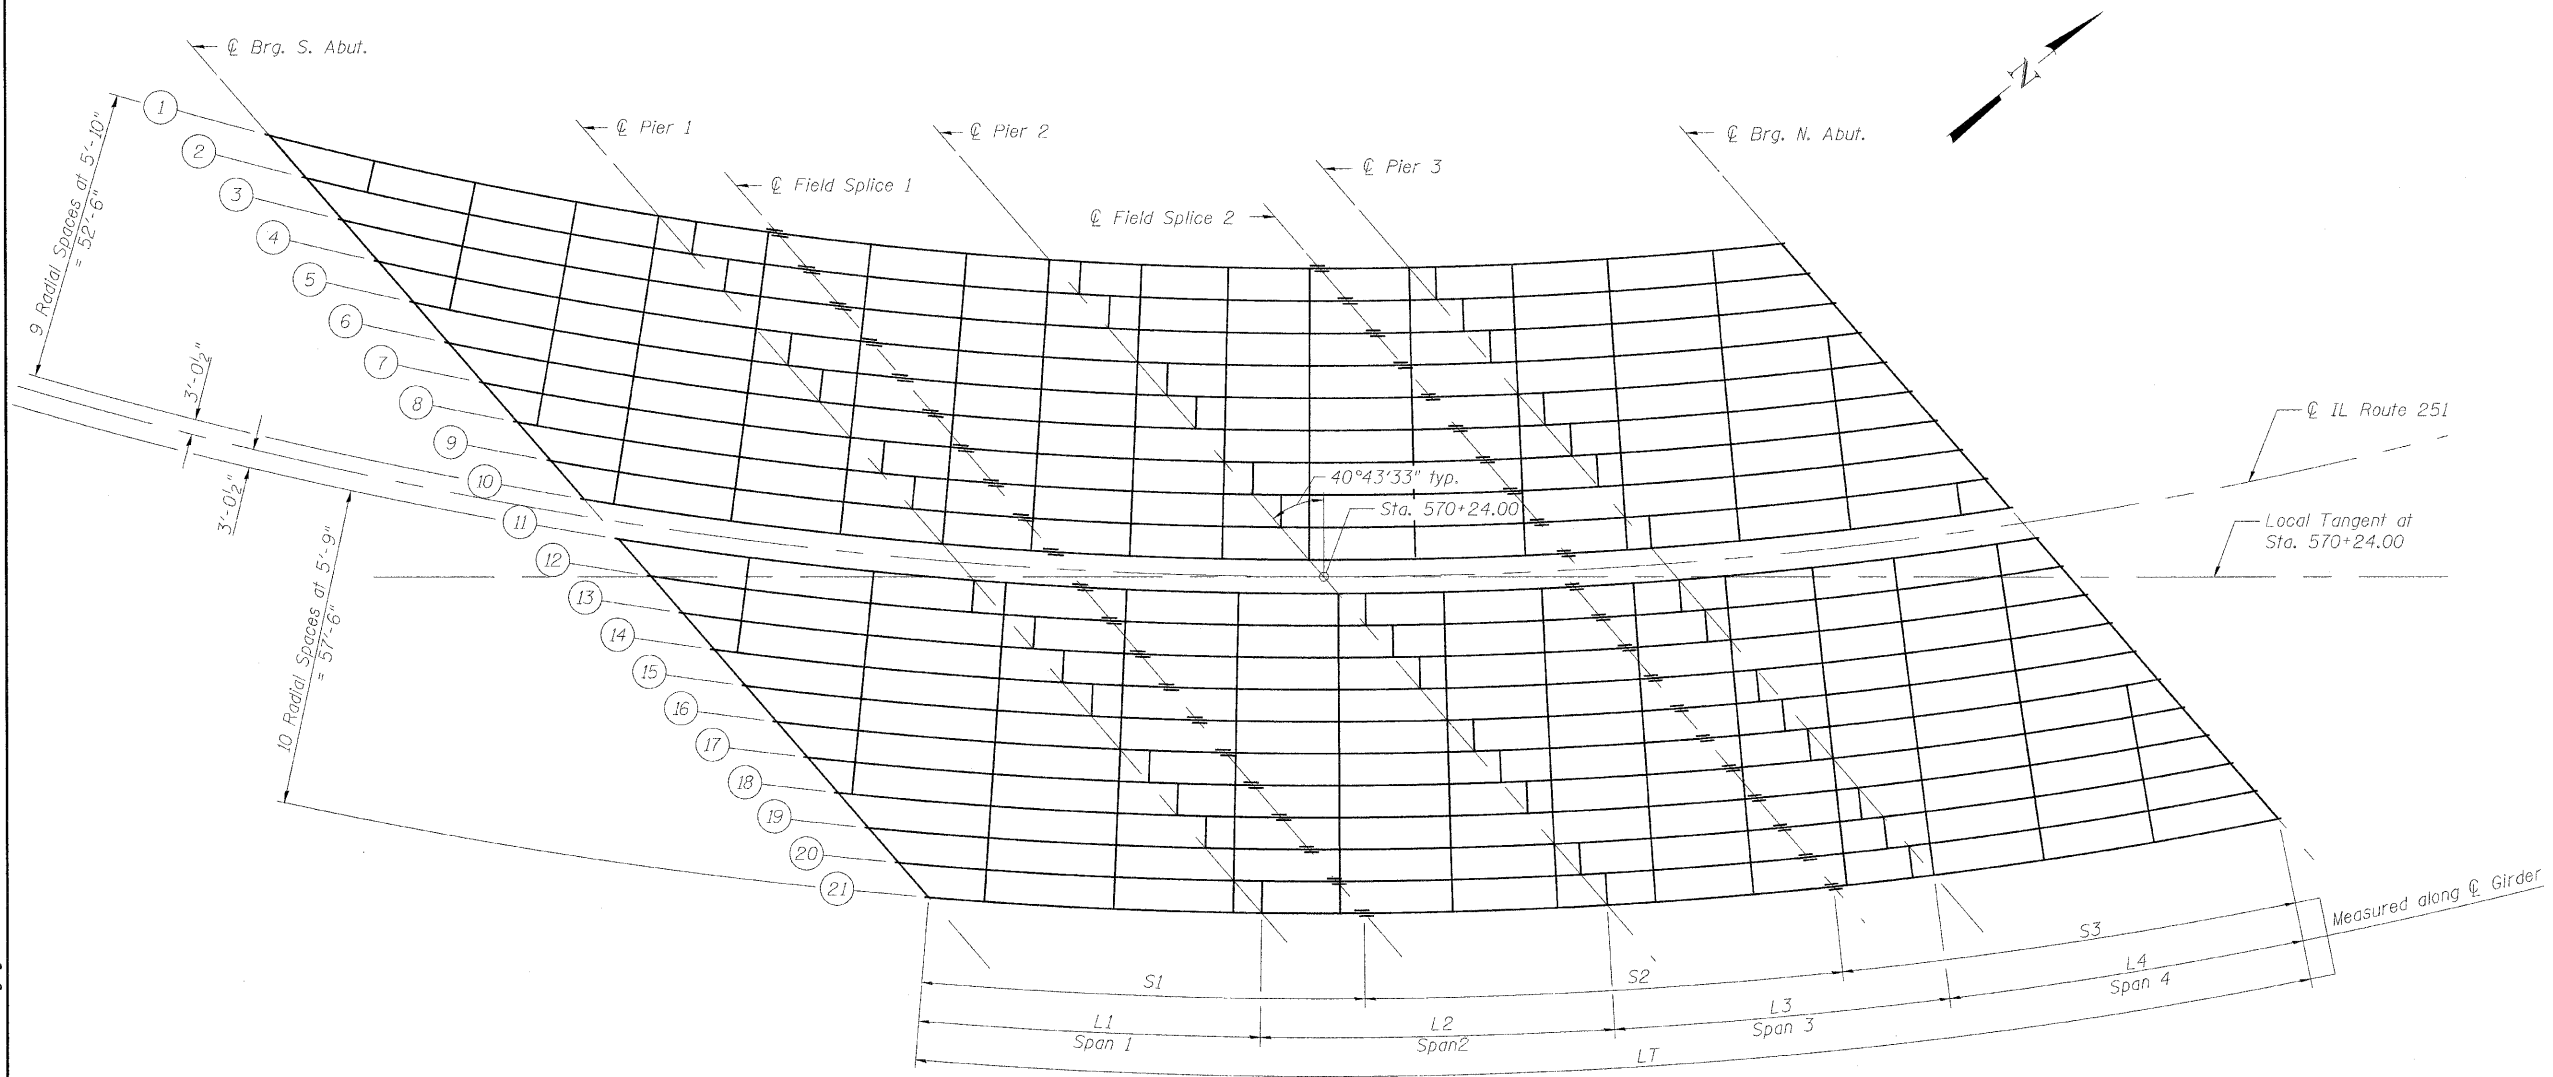 ℄ Brg. S. Abut.
℄ Pier 1
℄ Field Splice 1
℄ Pier 2
℄ Field Splice 2
℄ Pier 3
℄ Brg. N. Abut.
N
1
2
3
4
5
6
7
8
9
10
11
12
13
14
15
16
17
18
19
20
21
9 Radial Spaces at 5'-10"
= 52'-6"
3'-0½"
3'-0½"
10 Radial Spaces at 5'-9"
= 57'-6"
40°43'33" typ.
Sta. 570+24.00
℄ IL Route 251
Local Tangent at
Sta. 570+24.00
Measured along ℄ Girder
S1
S2
S3
L1
Span 1
L2
Span2
L3
Span 3
L4
Span 4
LT